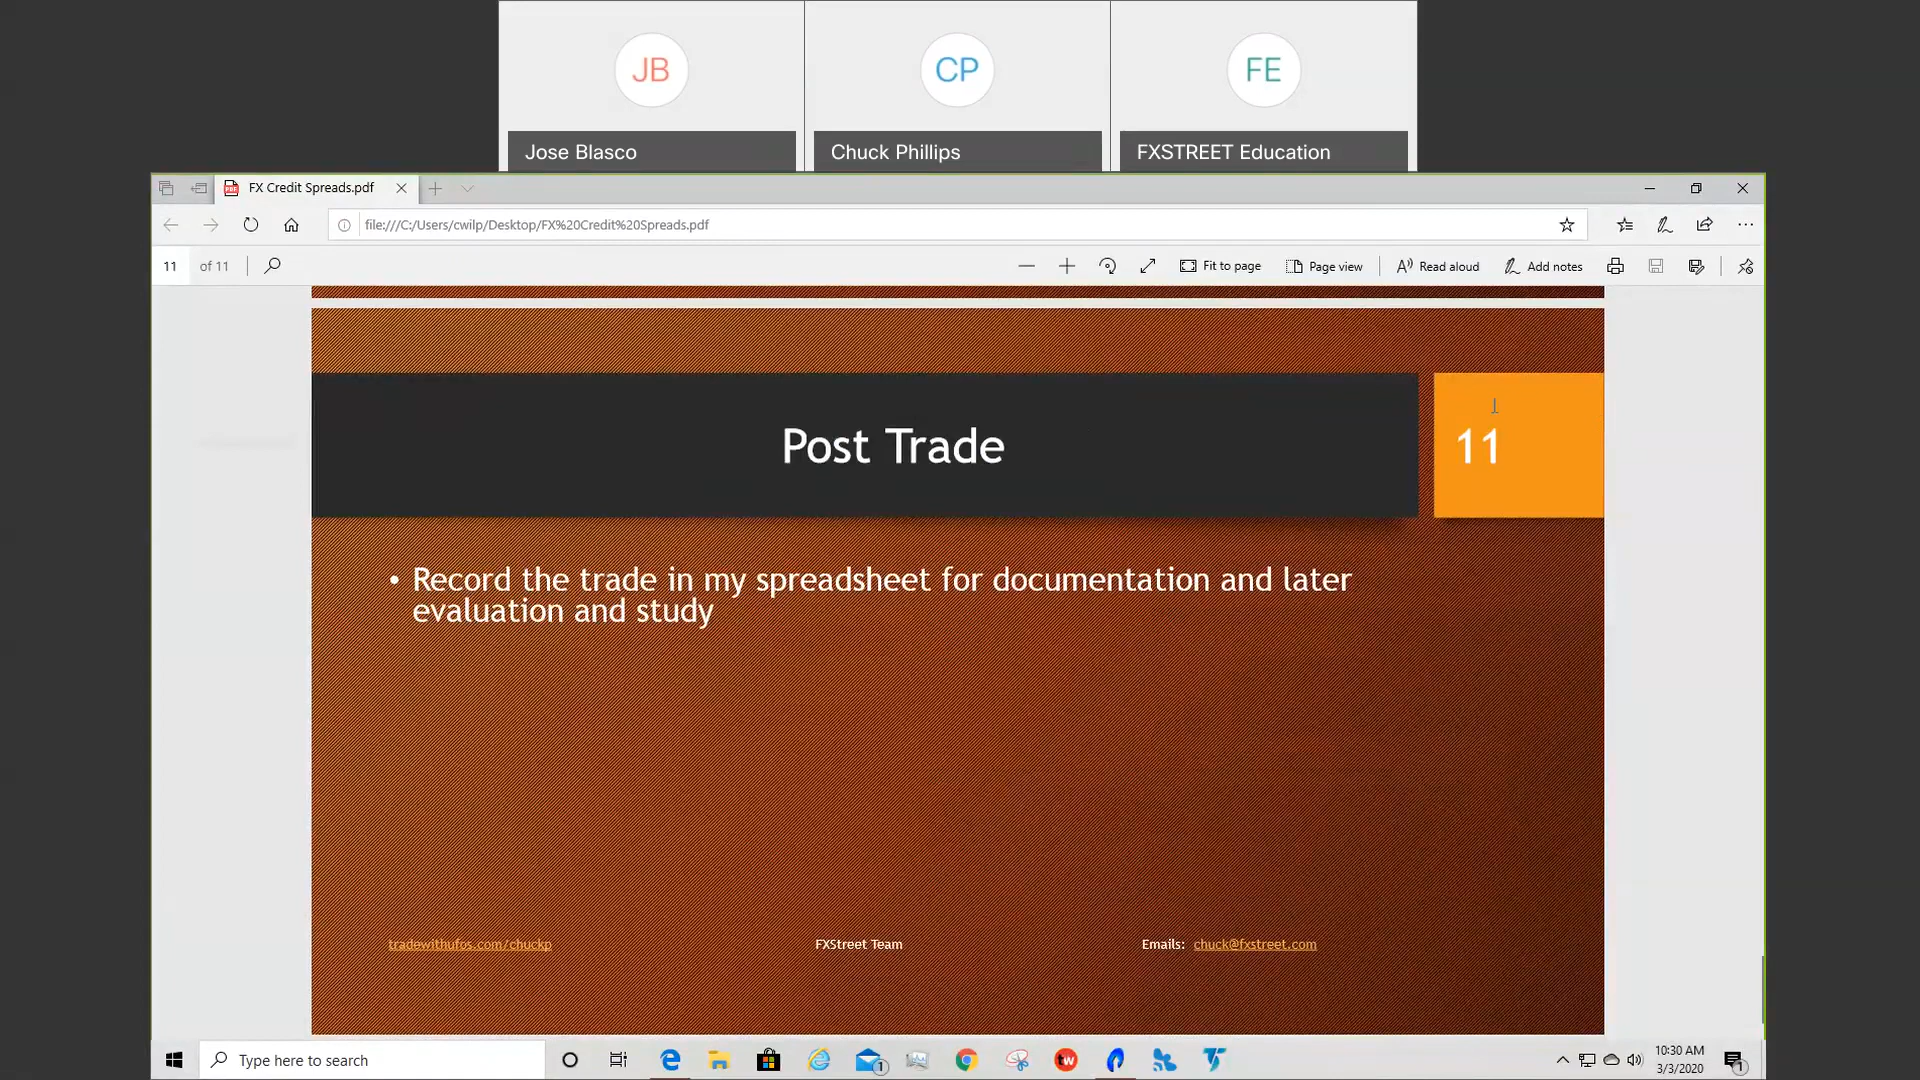 JB
CP
FE
Jose Blasco
Chuck Phillips
FXSTREET Education
FX Credit Spreads.pdf
file:///C:/Users/cwilp/Desktop/FX%20Credit%20Spreads.pdf
11 of 11
Fit to page
Page view
Read aloud
Add notes
Post Trade
11
• Record the trade in my spreadsheet for documentation and later
evaluation and study
tradewithufos.com/chuckp
FXStreet Team
Emails: chuck@fxstreet.com
Type here to search
1
tw
10:30 AM
3/3/2020
1